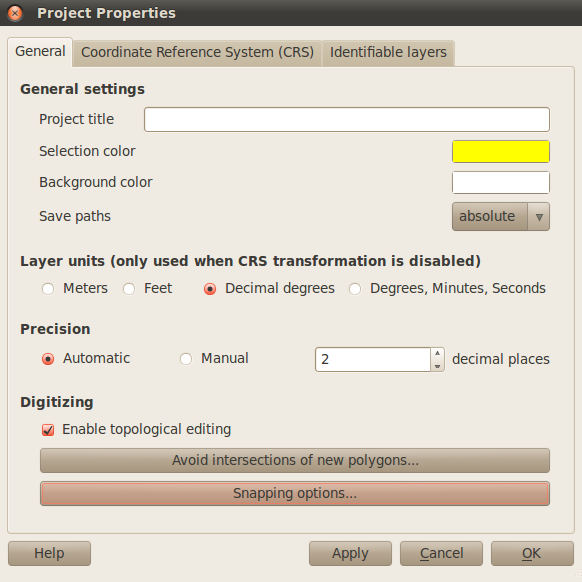 Project Properties
General Coordinate Reference System (CRS) Identifiable layers
General settings
Project title
Selection color
Background color
Save paths absolute
Layer units (only used when CRS transformation is disabled)
Meters Feet Decimal degrees Degrees, Minutes, Seconds
Precision
Automatic Manual 2 decimal places
Digitizing
Enable topological editing
Avoid intersections of new polygons...
Snapping options...
Help Apply Cancel OK